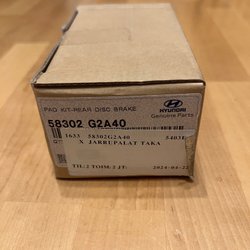 PAD KIT-REAR DISC BRAKE
HYUNDAI
Genuine Parts
58302 G2A40
1633 58302G2A40
X JARRUPALAT TAKA
TIL/2 TOIM/2 JT:
2024-04-22